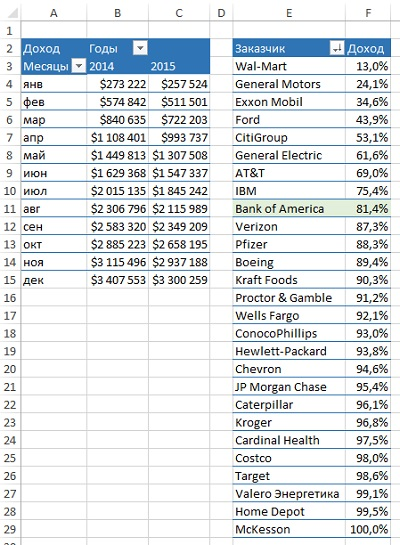 A B C D E F
1
2 Доход Годы Заказчик Доход
3 Месяцы 2014 2015 Wal-Mart 13,0%
4 янв $273 222 $257 524 General Motors 24,1%
5 фев $574 842 $511 501 Exxon Mobil 34,6%
6 мар $840 635 $722 203 Ford 43,9%
7 апр $1 108 401 $993 737 CitiGroup 53,1%
8 май $1 449 813 $1 307 508 General Electric 61,6%
9 июн $1 629 368 $1 547 337 AT&T 69,0%
10 июл $2 015 135 $1 845 242 IBM 75,4%
11 авг $2 306 796 $2 115 989 Bank of America 81,4%
12 сен $2 583 320 $2 349 209 Verizon 87,3%
13 окт $2 885 223 $2 658 195 Pfizer 88,3%
14 ноя $3 115 496 $2 937 188 Boeing 89,4%
15 дек $3 407 553 $3 300 259 Kraft Foods 90,3%
16 Proctor & Gamble 91,2%
17 Wells Fargo 92,1%
18 ConocoPhillips 93,0%
19 Hewlett-Packard 93,8%
20 Chevron 94,6%
21 JP Morgan Chase 95,4%
22 Caterpillar 96,1%
23 Kroger 96,8%
24 Cardinal Health 97,5%
25 Costco 98,0%
26 Target 98,6%
27 Valero Энергетика 99,1%
28 Home Depot 99,5%
29 McKesson 100,0%